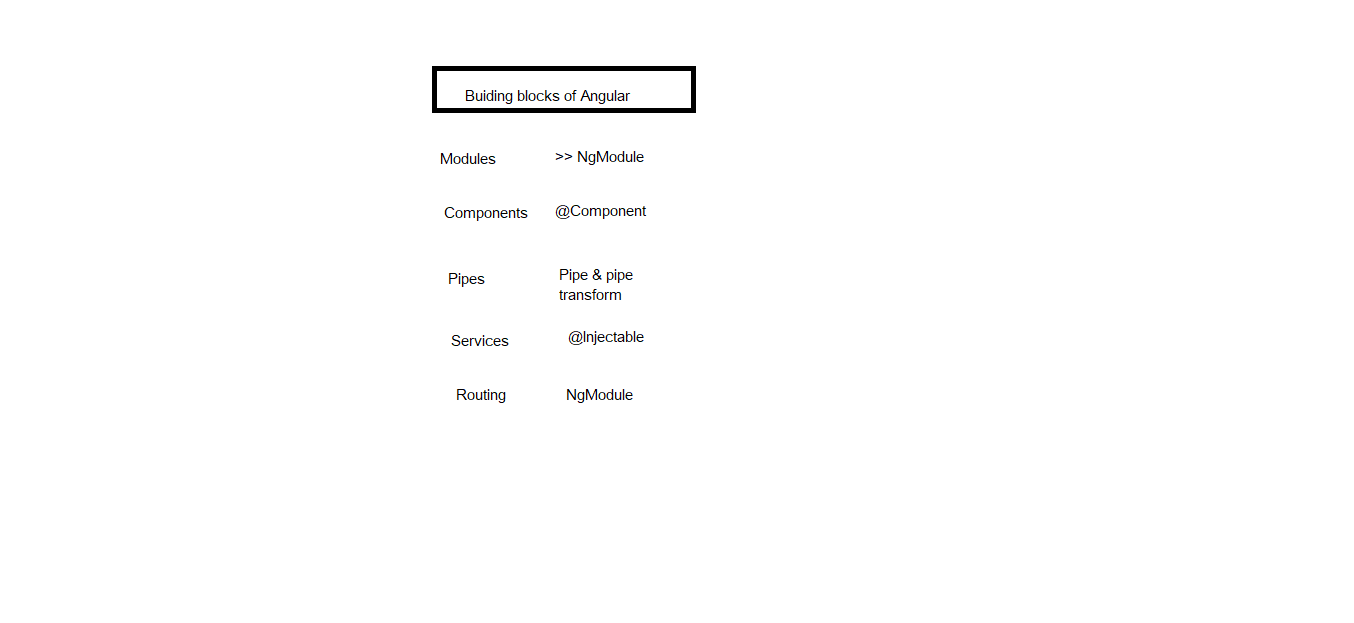 Buiding blocks of Angular
Modules >> NgModule
Components @Component
Pipes Pipe & pipe
transform
Services @Injectable
Routing NgModule